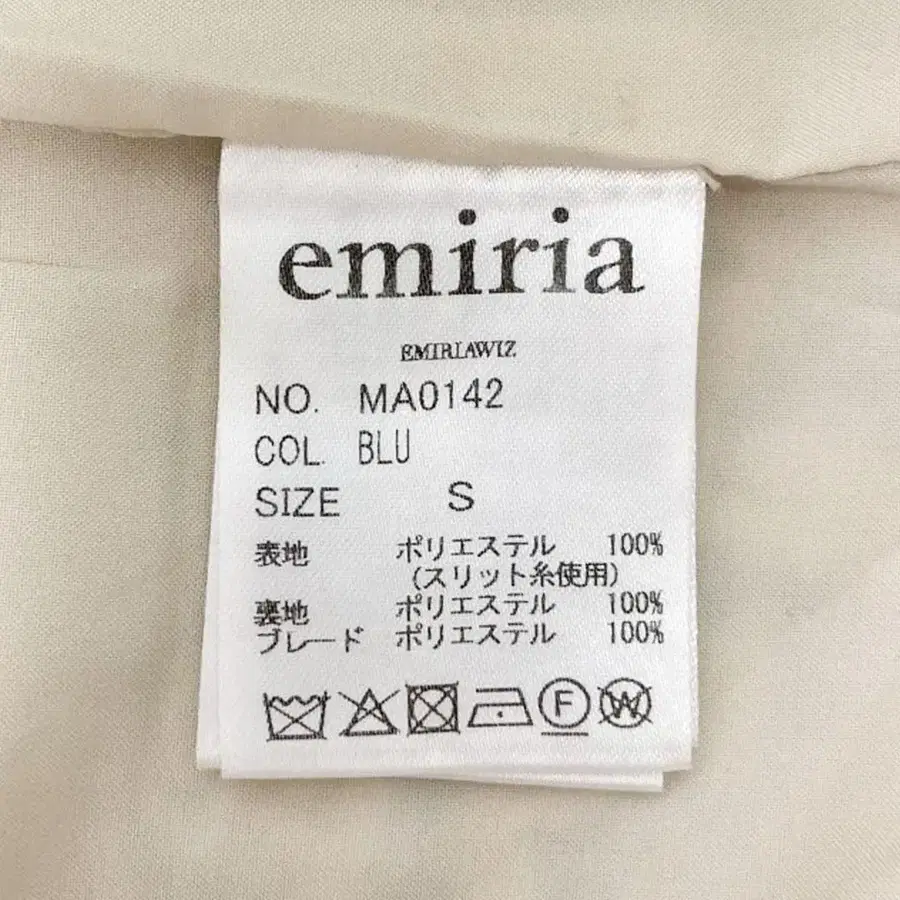 emiria
EMIRIAWIZ
NO. MA0142
COL. BLU
SIZE S
表地 ポリエステル 100%
(スリット糸使用)
裏地 ポリエステル 100%
ブレード ポリエステル 100%
F W